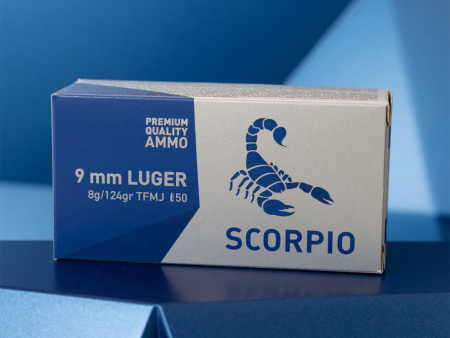 PREMIUM
QUALITY
AMMO
9 mm LUGER
8g/124gr TFMJ 50
SCORPIO